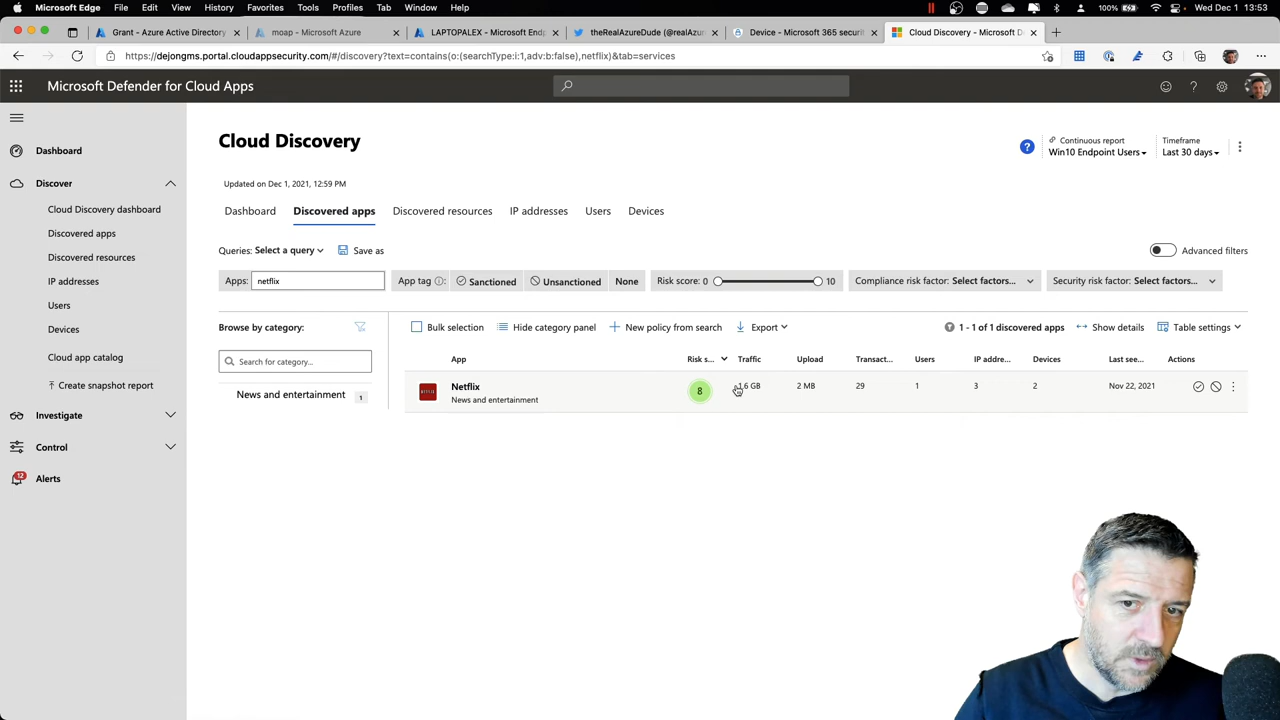 Microsoft Edge File Edit View History Favorites Tools Profiles Tab Window Help 100% Wed Dec 1 13:53
Grant - Azure Active Directory
moap - Microsoft Azure
LAPTOPALEX - Microsoft End
theRealAzureDude (@realAzur
Device - Microsoft 365 securit
Cloud Discovery - Microsoft D
https://dejongms.portal.cloudappsecurity.com/#/discovery?text=contains(o:(searchType:i:1,adv:b:false),netflix)&tab=services
Microsoft Defender for Cloud Apps
Dashboard
Discover
Cloud Discovery dashboard
Discovered apps
Discovered resources
IP addresses
Users
Devices
Cloud app catalog
Create snapshot report
Investigate
Control
Alerts
12
Cloud Discovery
Continuous report
Win10 Endpoint Users
Timeframe
Last 30 days
Updated on Dec 1, 2021, 12:59 PM
Dashboard Discovered apps Discovered resources IP addresses Users Devices
Queries: Select a query Save as
Advanced filters
Apps: netflix App tag Sanctioned Unsanctioned None Risk score: 0 10 Compliance risk factor: Select factors... Security risk factor: Select factors...
Browse by category:
Search for category...
News and entertainment 1
Bulk selection Hide category panel New policy from search Export 1 - 1 of 1 discovered apps Show details Table settings
App Risk s... Traffic Upload Transact... Users IP addre... Devices Last see... Actions
Netflix 8 1.6 GB 2 MB 29 1 3 2 Nov 22, 2021
News and entertainment